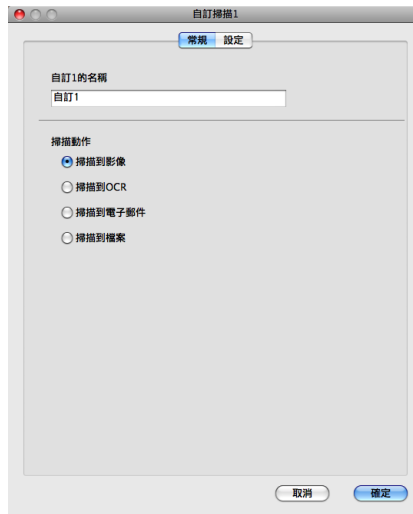 自訂掃描1
常規 設定
自訂1的名稱
自訂1
掃描動作
掃描到影像
掃描到OCR
掃描到電子郵件
掃描到檔案
取消 確定